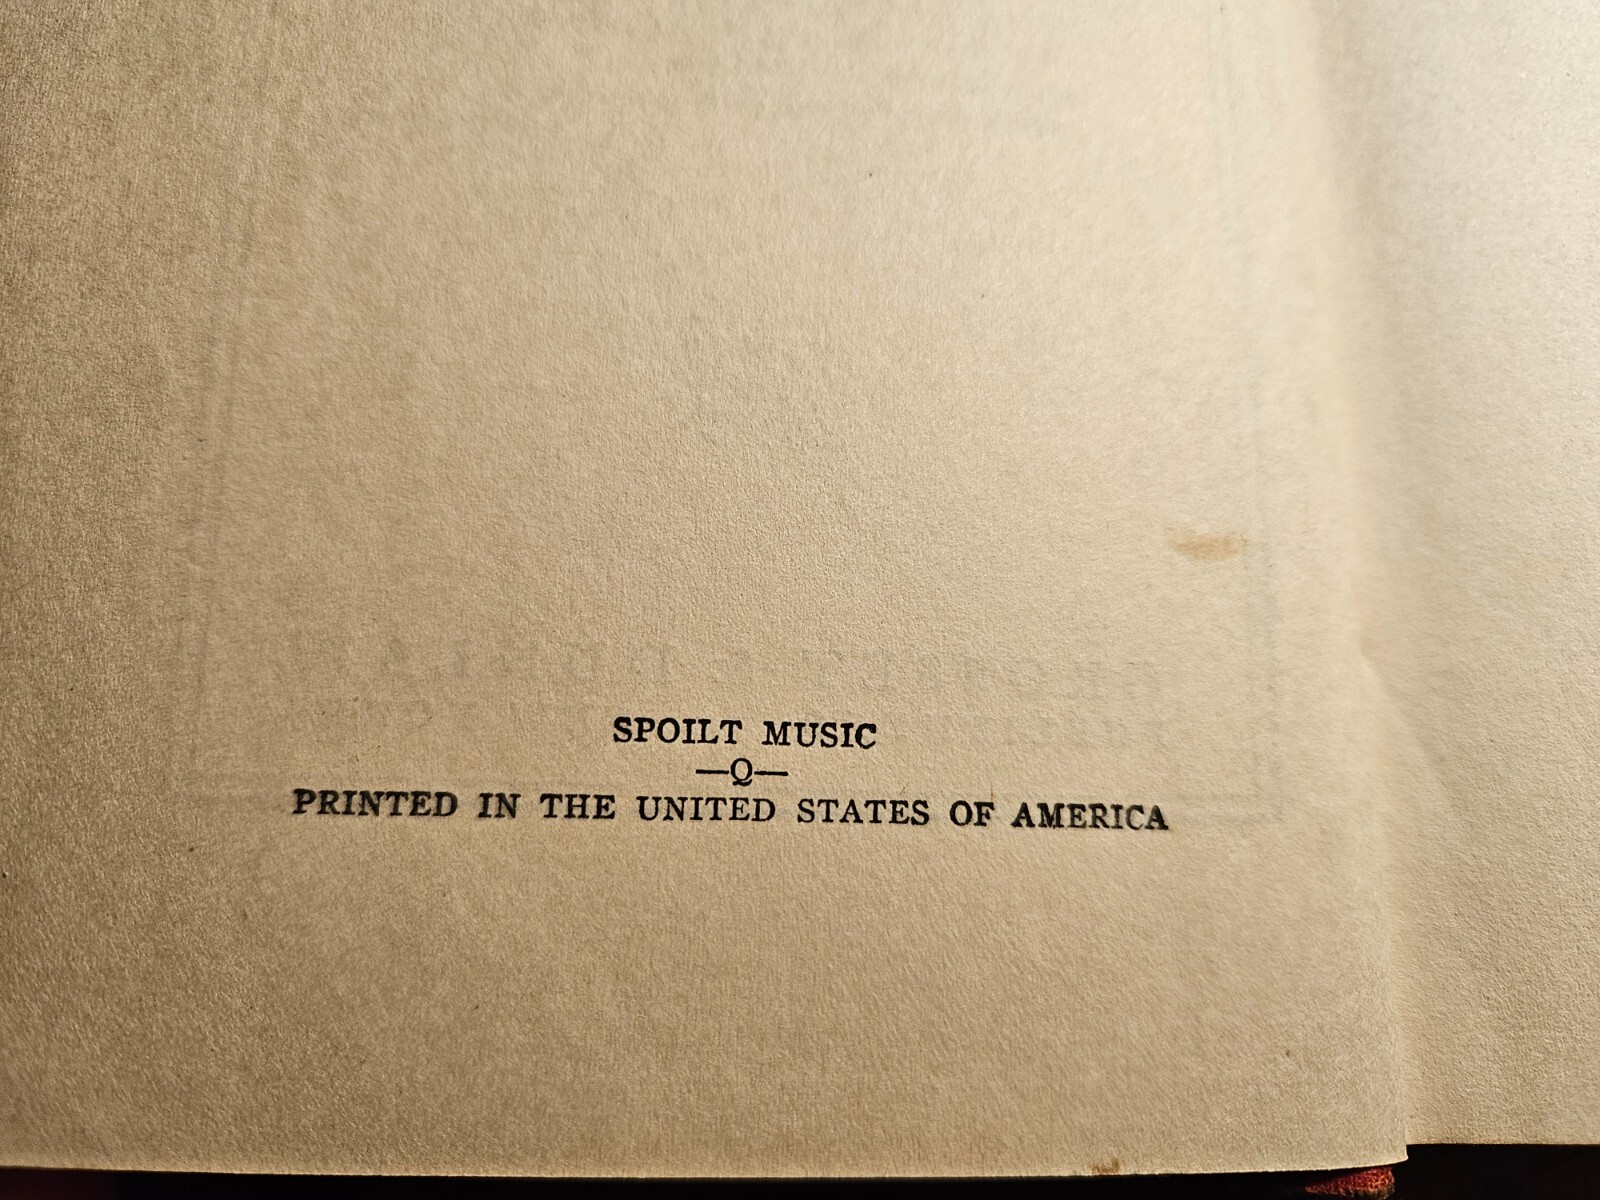 SPOILT MUSIC
—Q—
PRINTED IN THE UNITED STATES OF AMERICA